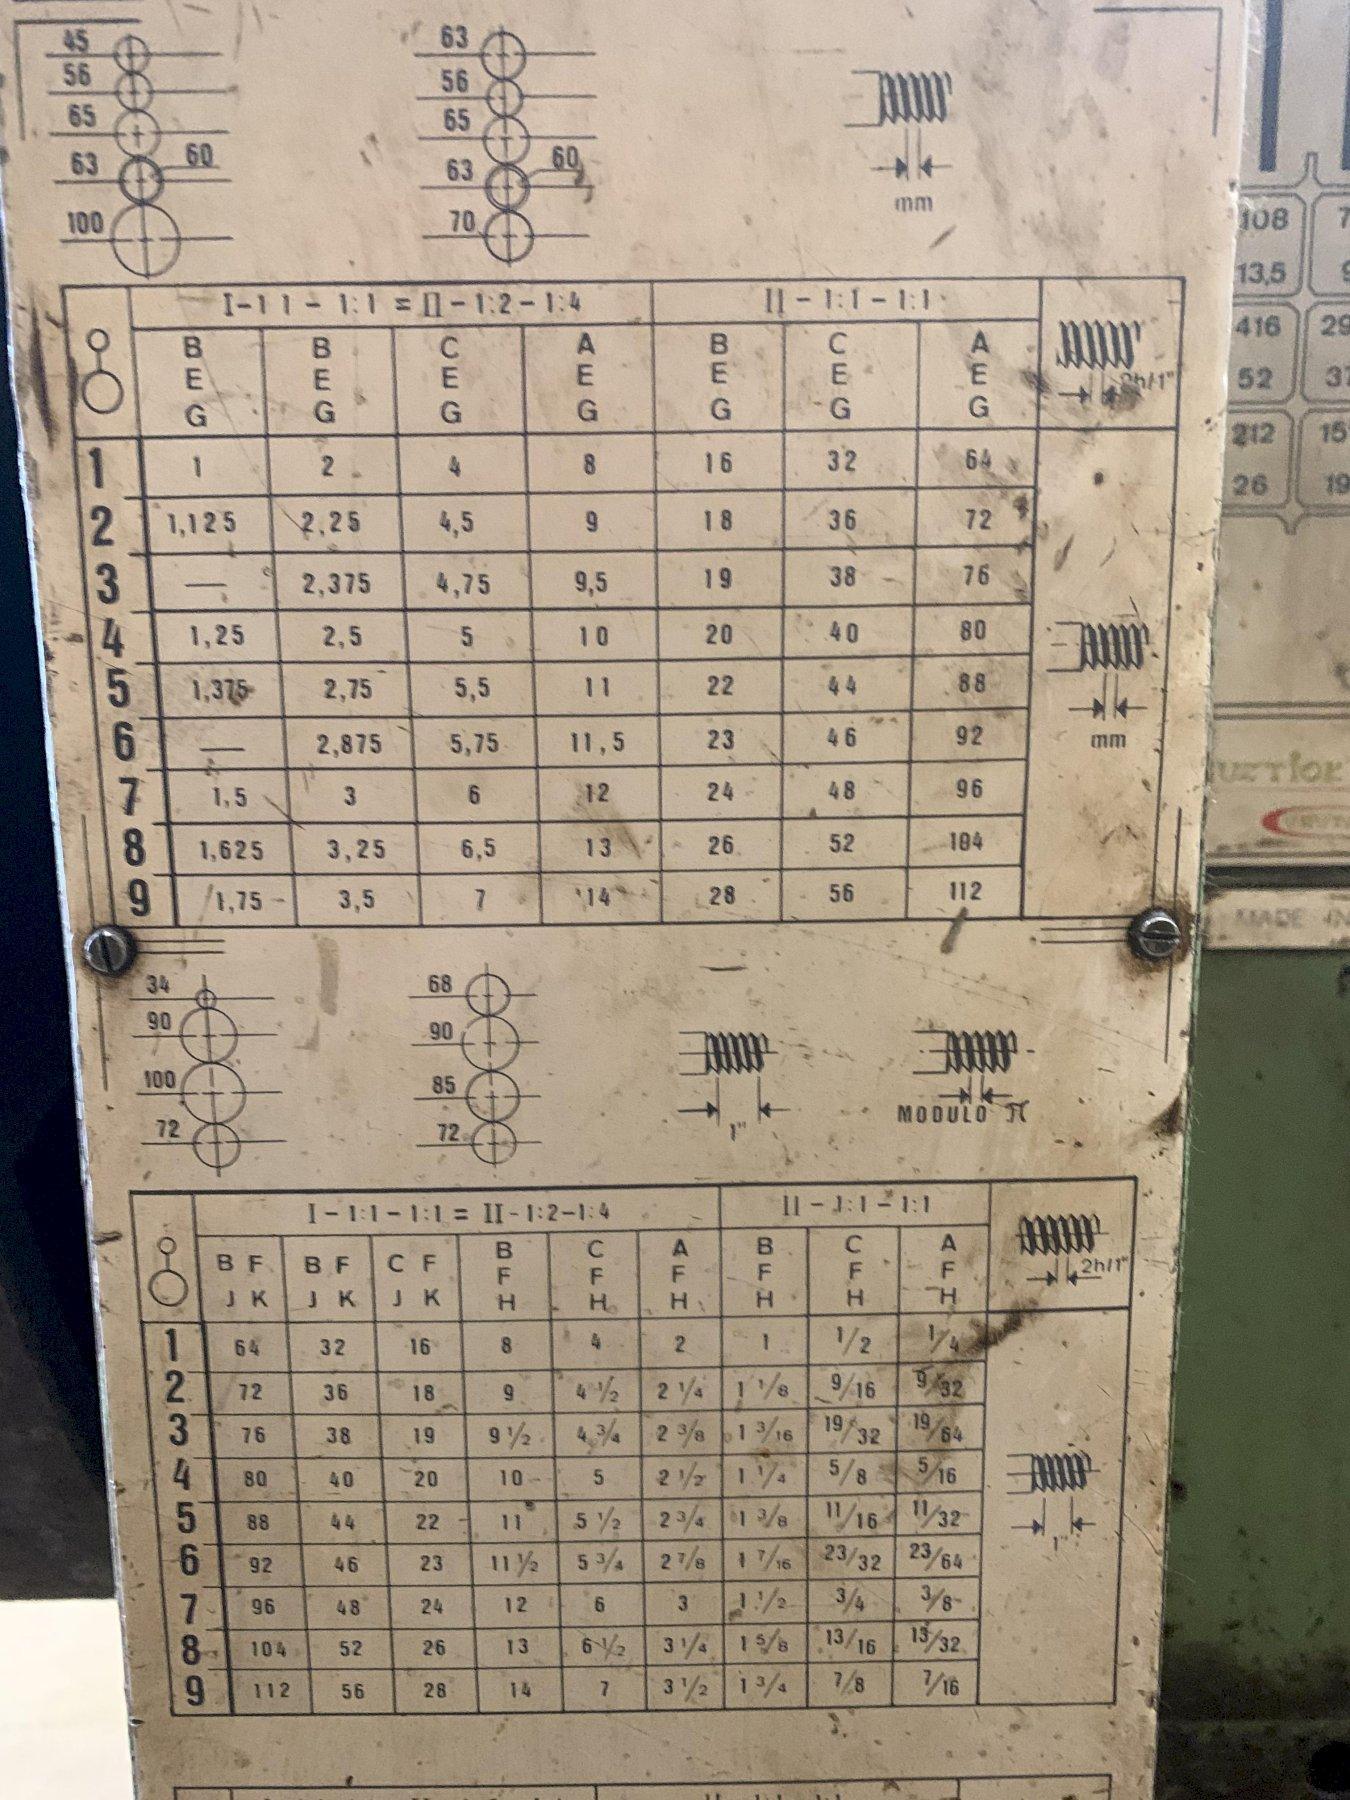 45 63
56 56
65 65
63 60 63 60
100 70
mm
I-1 1 - 1:1 = II - 1:2 - 1:4 II - 1:1 - 1:1
B B C A B C A
E E E E E E E
G G G G G G G
1 1 2 4 8 16 32 64
2 1,125 2,25 4,5 9 18 36 72
3 — 2,375 4,75 9,5 19 38 76
4 1,25 2,5 5 10 20 40 80
5 1,375 2,75 5,5 11 22 44 88
6 — 2,875 5,75 11,5 23 46 92
mm
7 1,5 3 6 12 24 48 96
8 1,625 3,25 6,5 13 26 52 104
9 1,75 3,5 7 14 28 56 112
34 68
90 90
100 85
72 72
1"
MODULO π
I - 1:1 - 1:1 = II - 1:2 - 1:4 II - 1:1 - 1:1
B F B F C F B C A B C A
J K J K J K F F F F F F
H H H H H H
2h/1"
1 64 32 16 8 4 2 1 1/2 1/4
2 72 36 18 9 4 1/2 2 1/4 1 1/8 9/16 9/32
3 76 38 19 9 1/2 4 3/4 2 3/8 1 3/16 19/32 19/64
4 80 40 20 10 5 2 1/2 1 1/4 5/8 5/16
5 88 44 22 11 5 1/2 2 3/4 1 3/8 11/16 11/32
6 92 46 23 11 1/2 5 3/4 2 7/8 1 7/16 23/32 23/64
1"
7 96 48 24 12 6 3 1 1/2 3/4 3/8
8 104 52 26 13 6 1/2 3 1/4 1 5/8 13/16 13/32
9 112 56 28 14 7 3 1/2 1 3/4 7/8 7/16
108
13,5
416
52
212
26
MADE IN